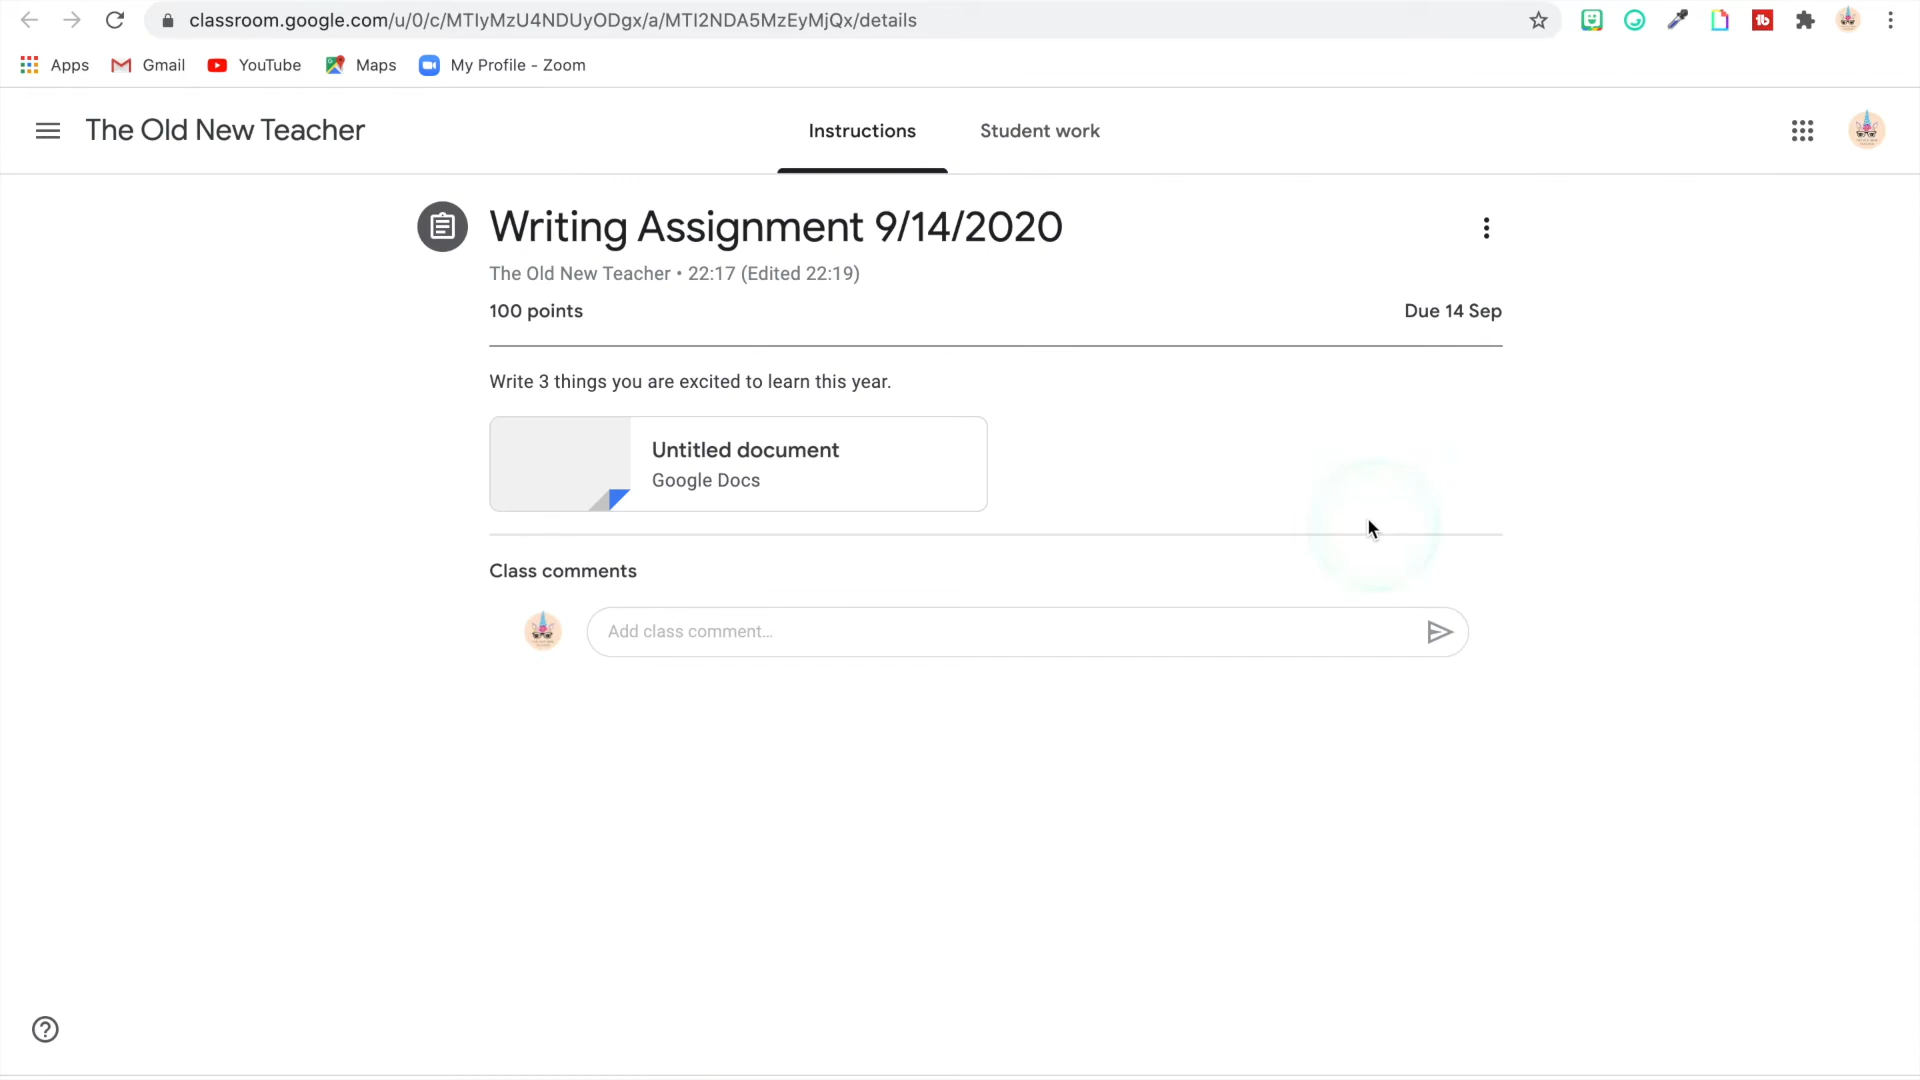 classroom.google.com/u/0/c/MTIyMzU4NDUyODgx/a/MTI2NDA5MzEyMjQx/details
Apps Gmail YouTube Maps My Profile - Zoom
The Old New Teacher Instructions Student work
Writing Assignment 9/14/2020
The Old New Teacher • 22:17 (Edited 22:19)
100 points Due 14 Sep
Write 3 things you are excited to learn this year.
Untitled document
Google Docs
Class comments
Add class comment...